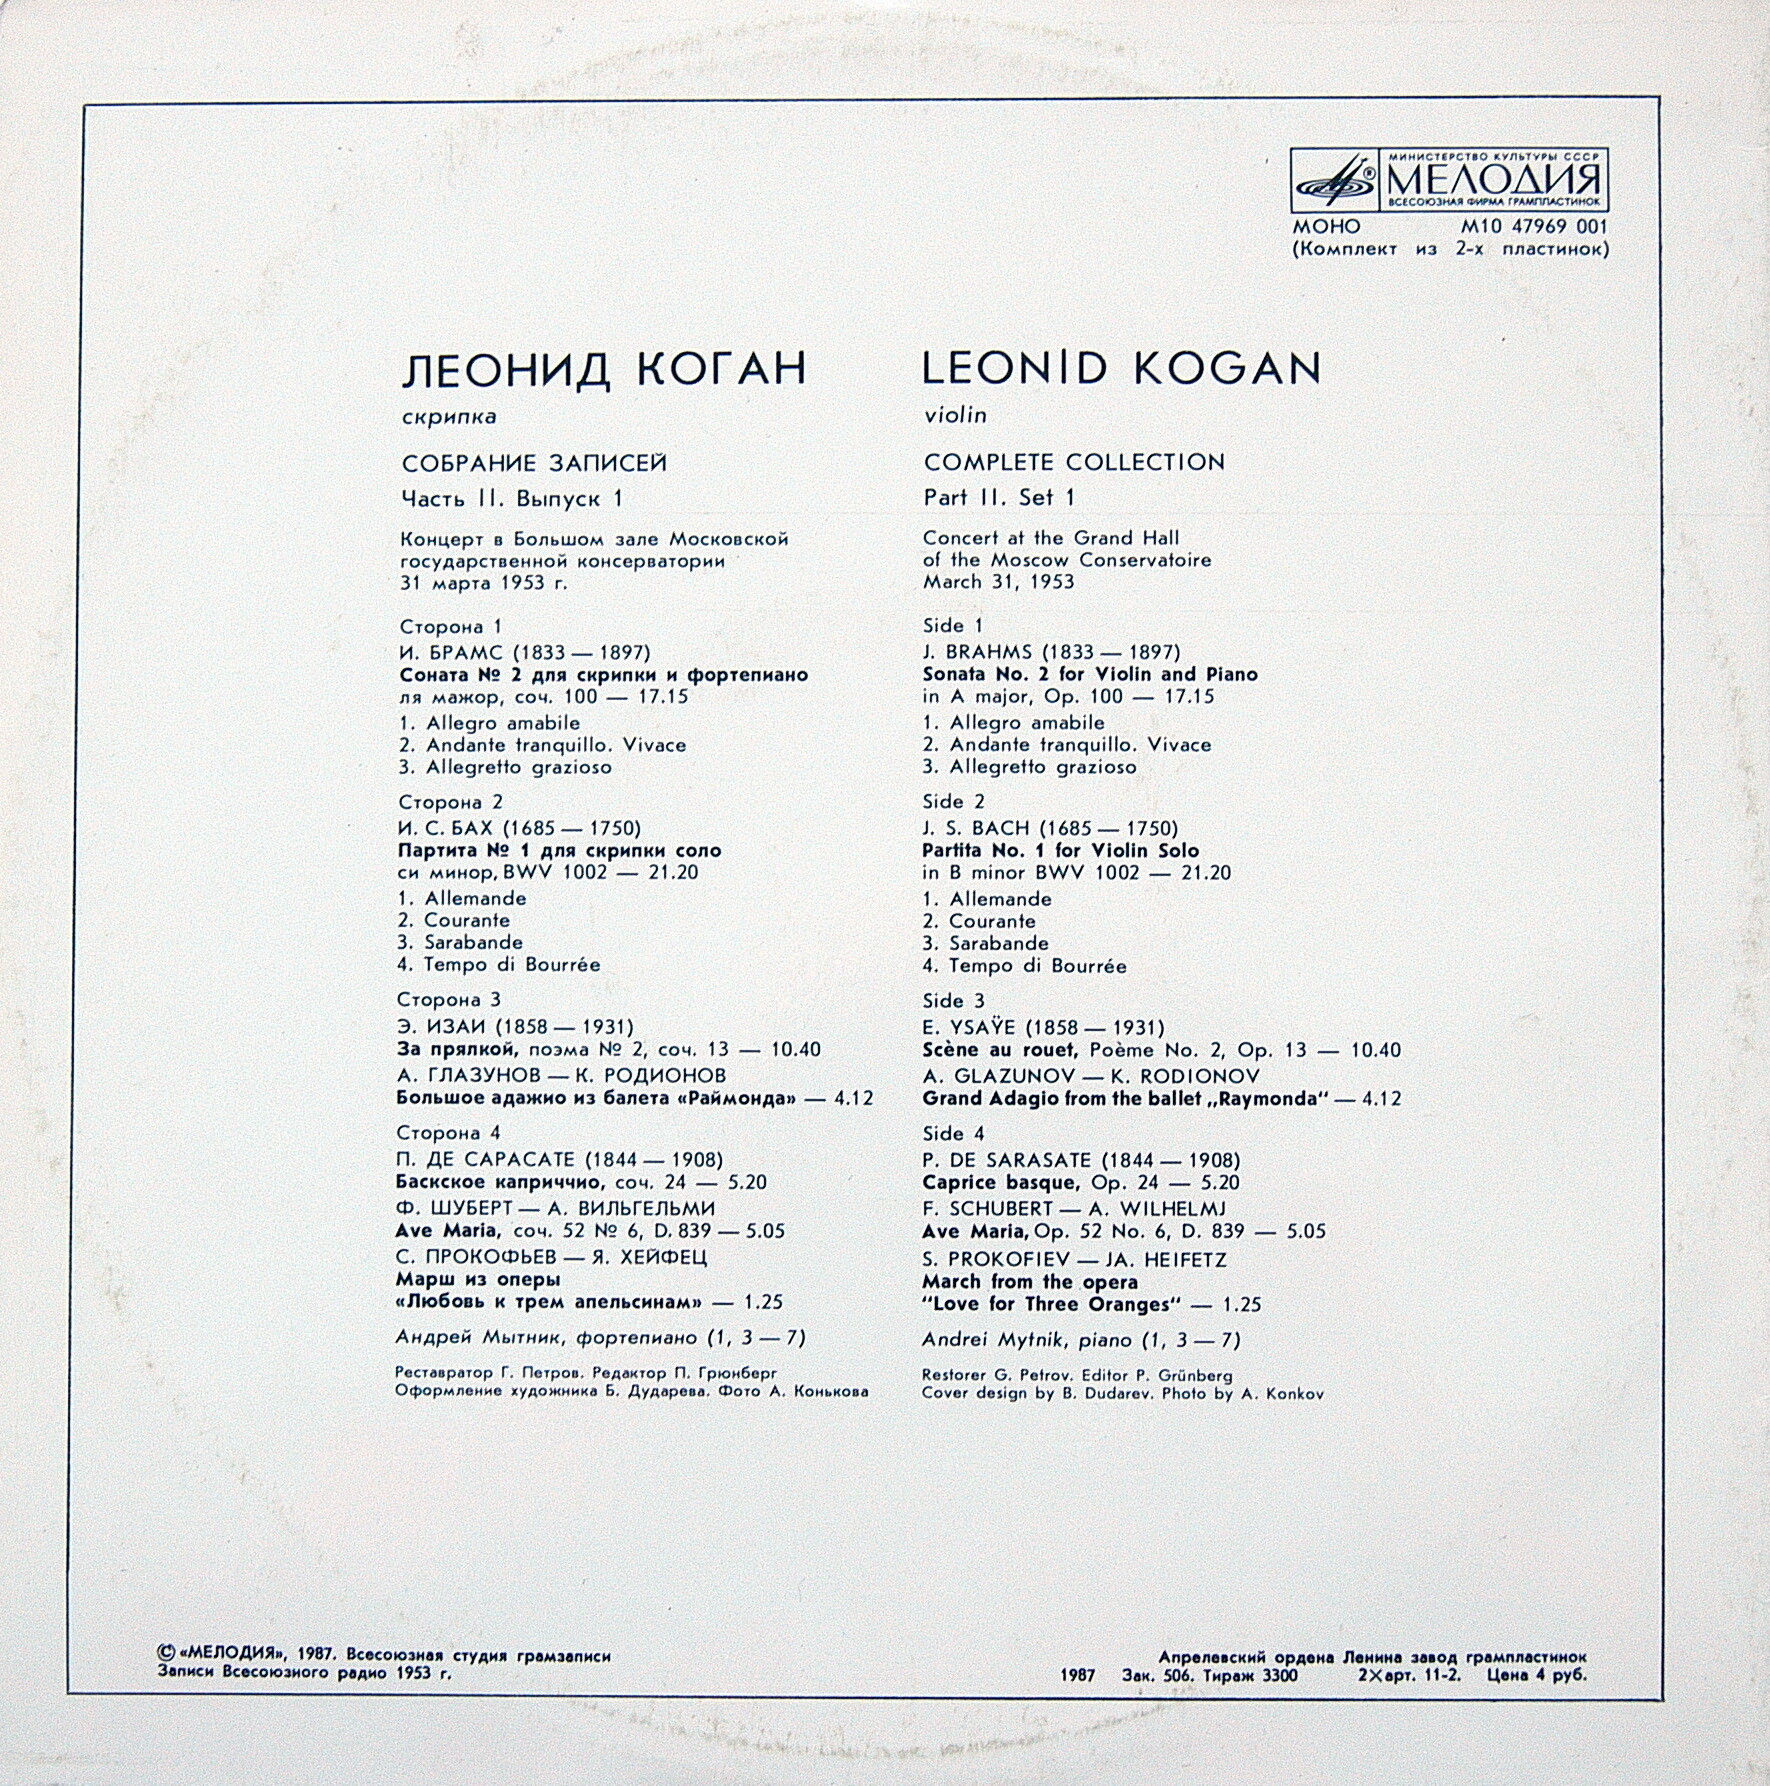 МИНИСТЕРСТВО КУЛЬТУРЫ СССР
МЕЛОДИЯ
ВСЕСОЮЗНАЯ ФИРМА ГРАМПЛАСТИНОК
МОНО М10 47969 001
(Комплект из 2-х пластинок)
ЛЕОНИД КОГАН
скрипка
СОБРАНИЕ ЗАПИСЕЙ
Часть II. Выпуск 1
Концерт в Большом зале Московской
государственной консерватории
31 марта 1953 г.
Сторона 1
И. БРАМС (1833 — 1897)
Соната № 2 для скрипки и фортепиано
ля мажор, соч. 100 — 17.15
1. Allegro amabile
2. Andante tranquillo. Vivace
3. Allegretto grazioso
Сторона 2
И. С. БАХ (1685 — 1750)
Партита № 1 для скрипки соло
си минор, BWV 1002 — 21.20
1. Allemande
2. Courante
3. Sarabande
4. Tempo di Bourrée
Сторона 3
Э. ИЗАИ (1858 — 1931)
За прялкой, поэма № 2, соч. 13 — 10.40
А. ГЛАЗУНОВ — К. РОДИОНОВ
Большое адажио из балета «Раймонда» — 4.12
Сторона 4
П. ДЕ САРАСАТЕ (1844 — 1908)
Баскское каприччио, соч. 24 — 5.20
Ф. ШУБЕРТ — А. ВИЛЬГЕЛЬМИ
Ave Maria, соч. 52 № 6, D. 839 — 5.05
С. ПРОКОФЬЕВ — Я. ХЕЙФЕЦ
Марш из оперы
«Любовь к трем апельсинам» — 1.25
Андрей Мытник, фортепиано (1, 3 — 7)
Реставратор Г. Петров. Редактор П. Грюнберг
Оформление художника Б. Дударева. Фото А. Конькова
LEONID KOGAN
violin
COMPLETE COLLECTION
Part II. Set 1
Concert at the Grand Hall
of the Moscow Conservatoire
March 31, 1953
Side 1
J. BRAHMS (1833 — 1897)
Sonata No. 2 for Violin and Piano
in A major, Op. 100 — 17.15
1. Allegro amabile
2. Andante tranquillo. Vivace
3. Allegretto grazioso
Side 2
J. S. BACH (1685 — 1750)
Partita No. 1 for Violin Solo
in B minor BWV 1002 — 21.20
1. Allemande
2. Courante
3. Sarabande
4. Tempo di Bourrée
Side 3
E. YSAŸE (1858 — 1931)
Scène au rouet, Poème No. 2, Op. 13 — 10.40
A. GLAZUNOV — K. RODIONOV
Grand Adagio from the ballet „Raymonda“ — 4.12
Side 4
P. DE SARASATE (1844 — 1908)
Caprice basque, Op. 24 — 5.20
F. SCHUBERT — A. WILHELMJ
Ave Maria, Op. 52 No. 6, D. 839 — 5.05
S. PROKOFIEV — JA. HEIFETZ
March from the opera
“Love for Three Oranges“ — 1.25
Andrei Mytnik, piano (1, 3 — 7)
Restorer G. Petrov. Editor P. Grünberg
Cover design by B. Dudarev. Photo by A. Konkov
© «МЕЛОДИЯ», 1987. Всесоюзная студия грамзаписи
Записи Всесоюзного радио 1953 г.
Апрелевский ордена Ленина завод грампластинок
1987 Зак. 506. Тираж 3300 2×арт. 11-2. Цена 4 руб.